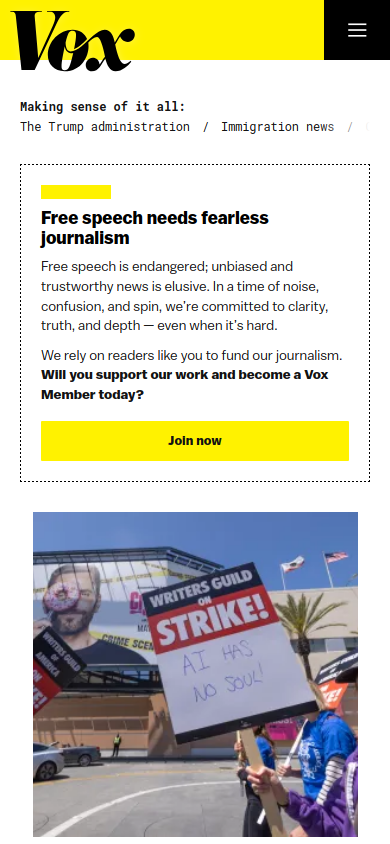 Vox
Making sense of it all:
The Trump administration / Immigration news /
Free speech needs fearless
journalism
Free speech is endangered; unbiased and
trustworthy news is elusive. In a time of noise,
confusion, and spin, we're committed to clarity,
truth, and depth — even when it's hard.
We rely on readers like you to fund our journalism.
Will you support our work and become a Vox
Member today?
Join now
WRITERS GUILD
ON
STRIKE!
AI HAS
NO SOUL!
CRIME SCENE
WRITERS GUILD
OF
AMERICA